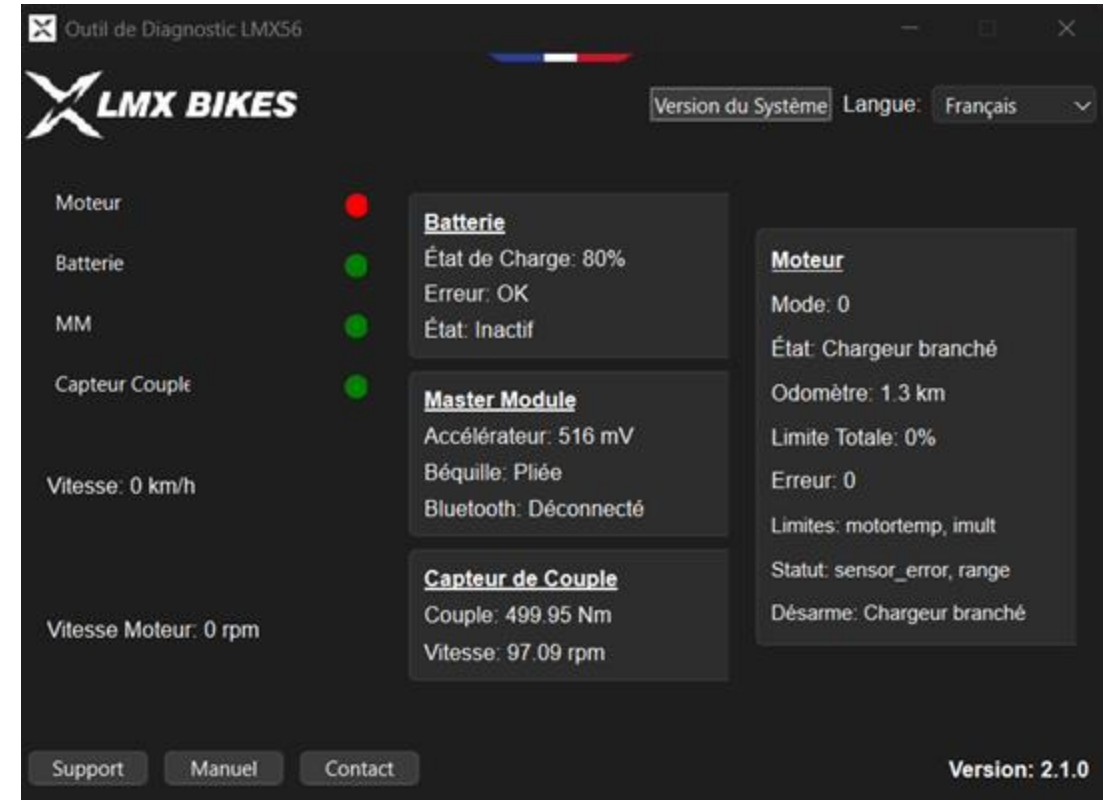 Outil de Diagnostic LMX56
LMX BIKES
Version du Système Langue: Français
Moteur
Batterie
MM
Capteur Couple
Vitesse: 0 km/h
Vitesse Moteur: 0 rpm
Batterie
État de Charge: 80%
Erreur: OK
État: Inactif
Master Module
Accélérateur: 516 mV
Béquille: Pliée
Bluetooth: Déconnecté
Capteur de Couple
Couple: 499.95 Nm
Vitesse: 97.09 rpm
Moteur
Mode: 0
État: Chargeur branché
Odomètre: 1.3 km
Limite Totale: 0%
Erreur: 0
Limites: motortemp, imult
Statut: sensor_error, range
Désarme: Chargeur branché
Support Manuel Contact
Version: 2.1.0